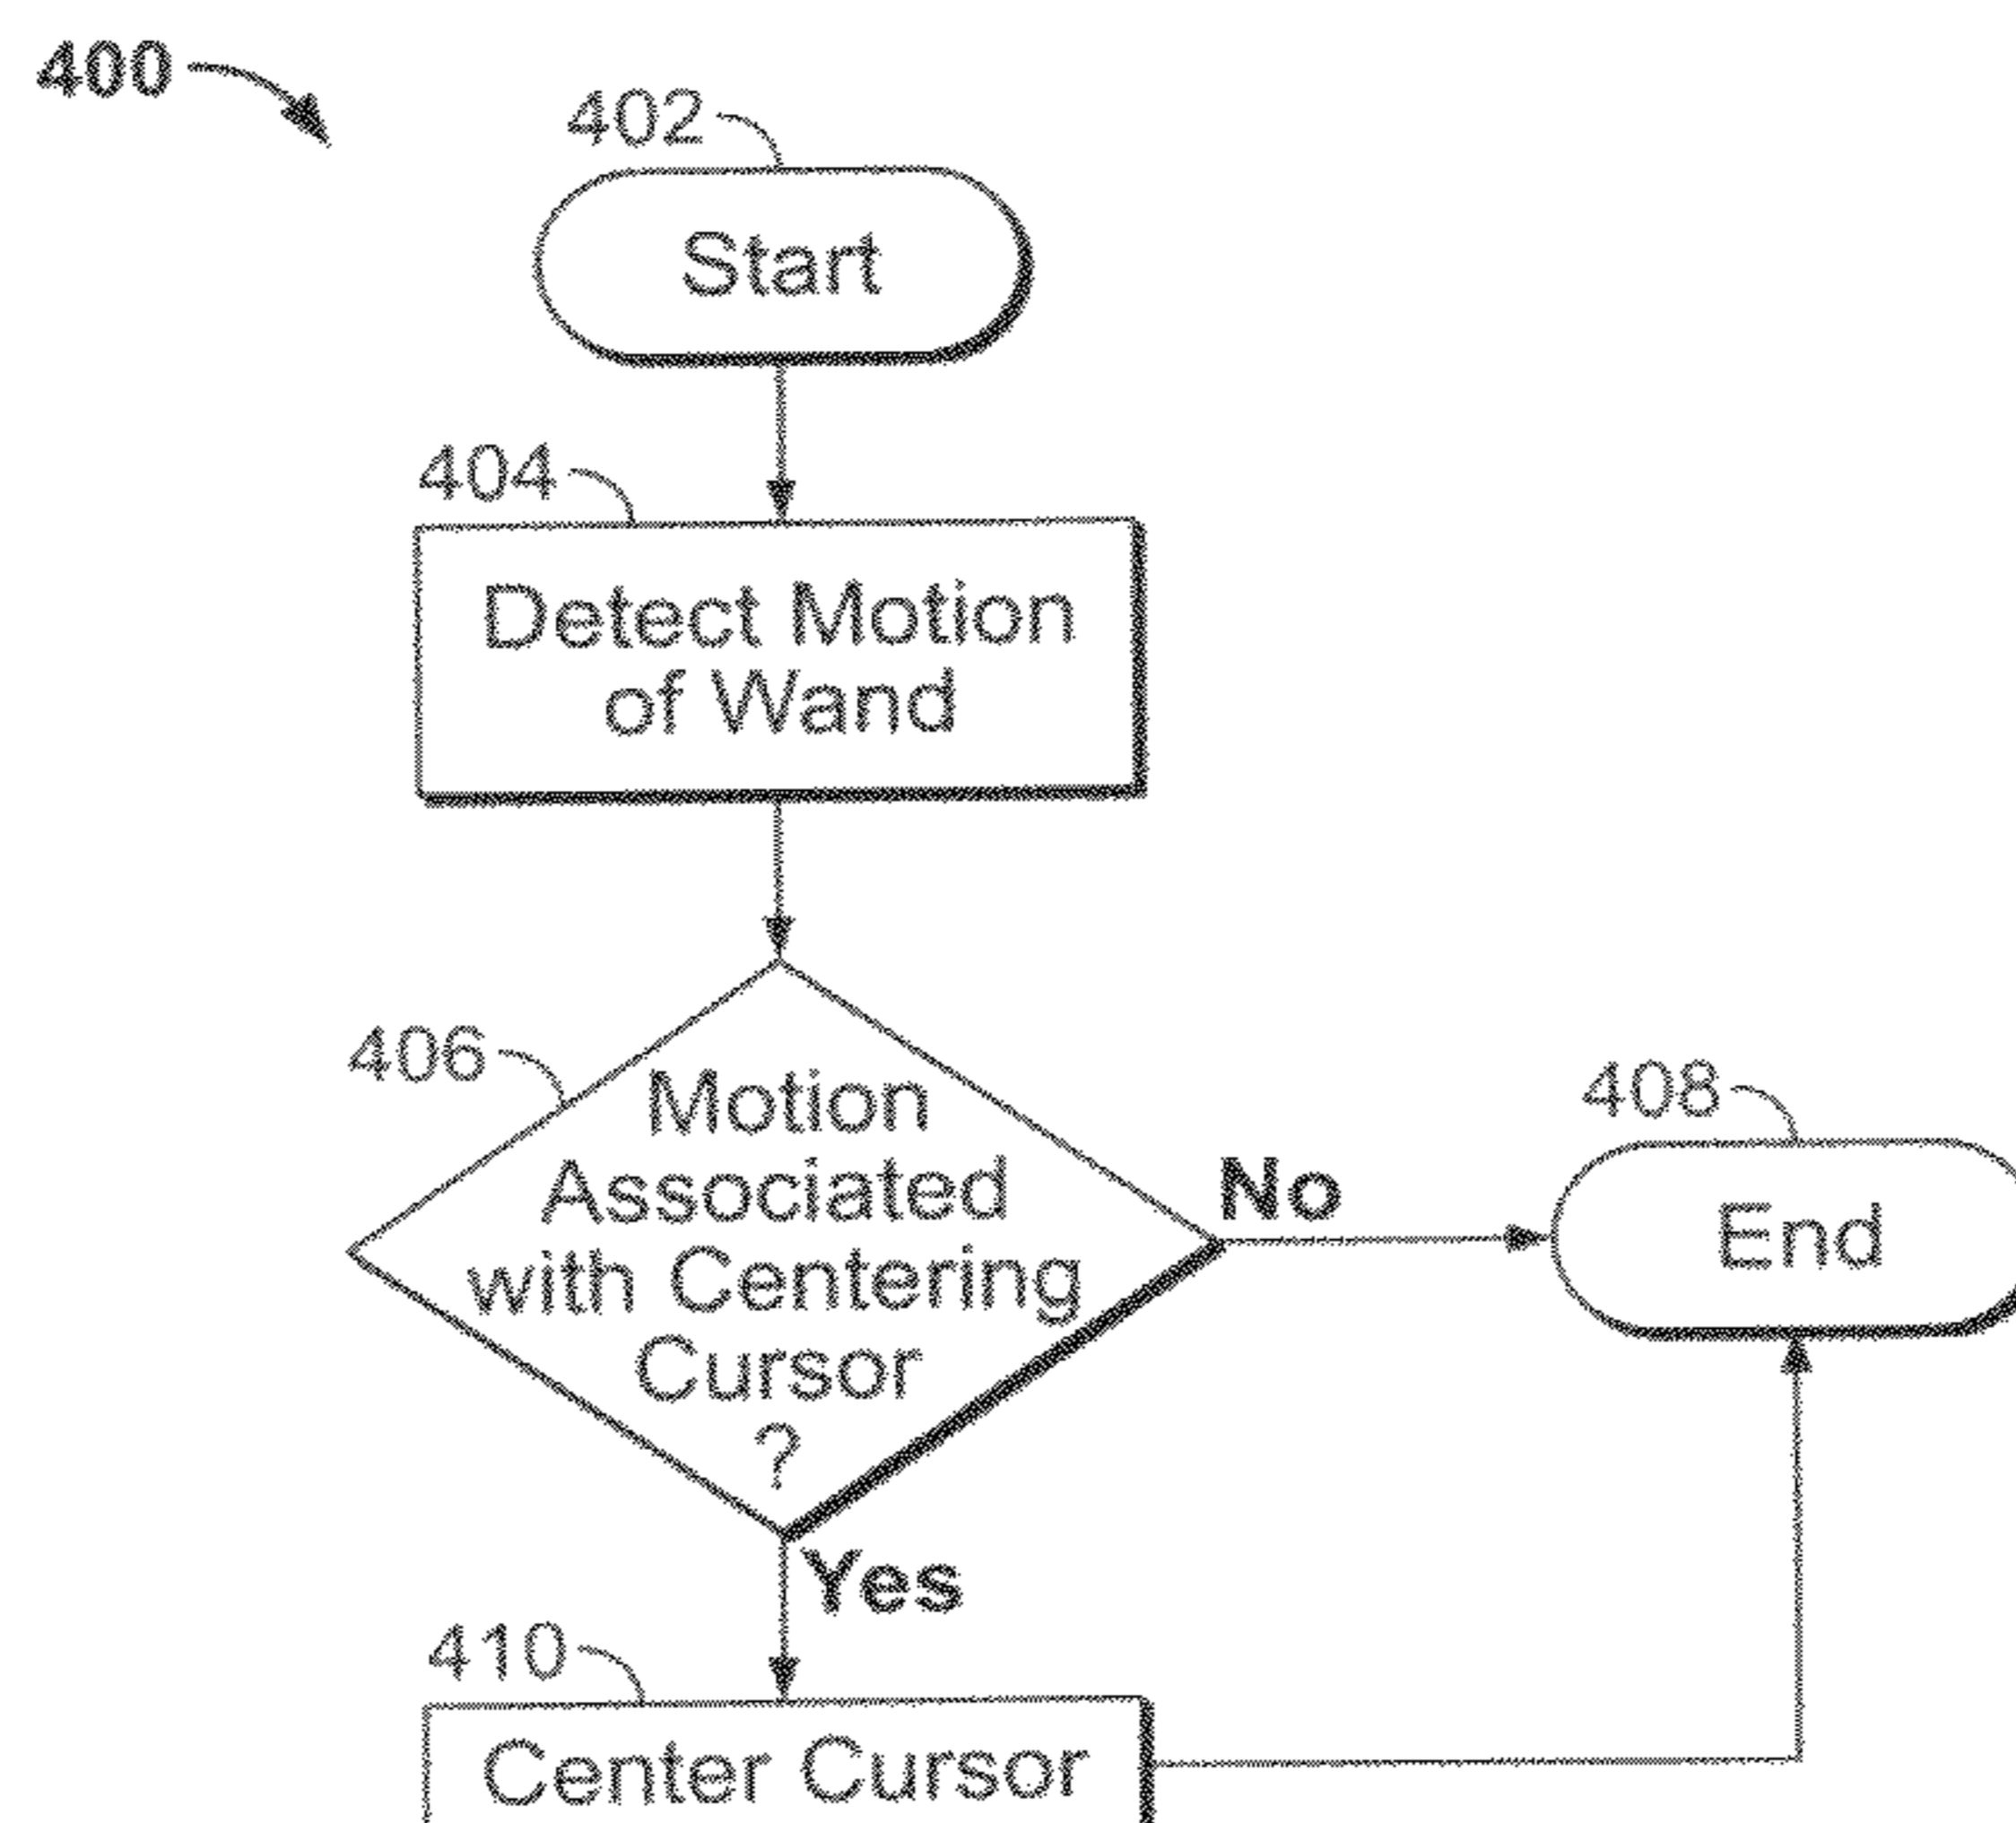 400
402
Start
404
Detect Motion
of Wand
406
Motion
Associated
with Centering
Cursor
?
No
408
End
Yes
410
Center Cursor